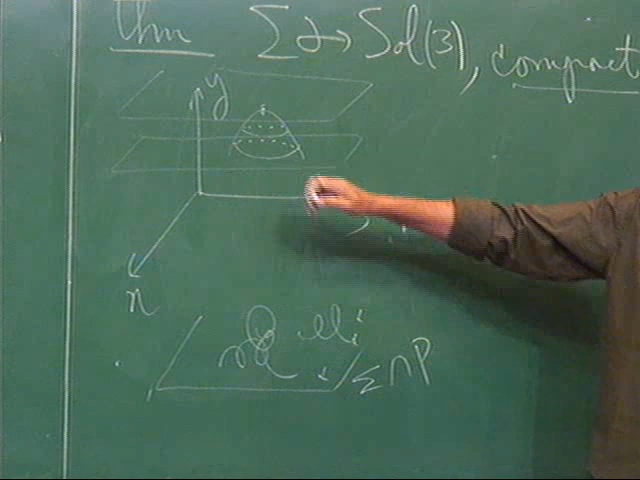 Thm Σ ↬ Sol(3), compact
y
x
Σ∩P